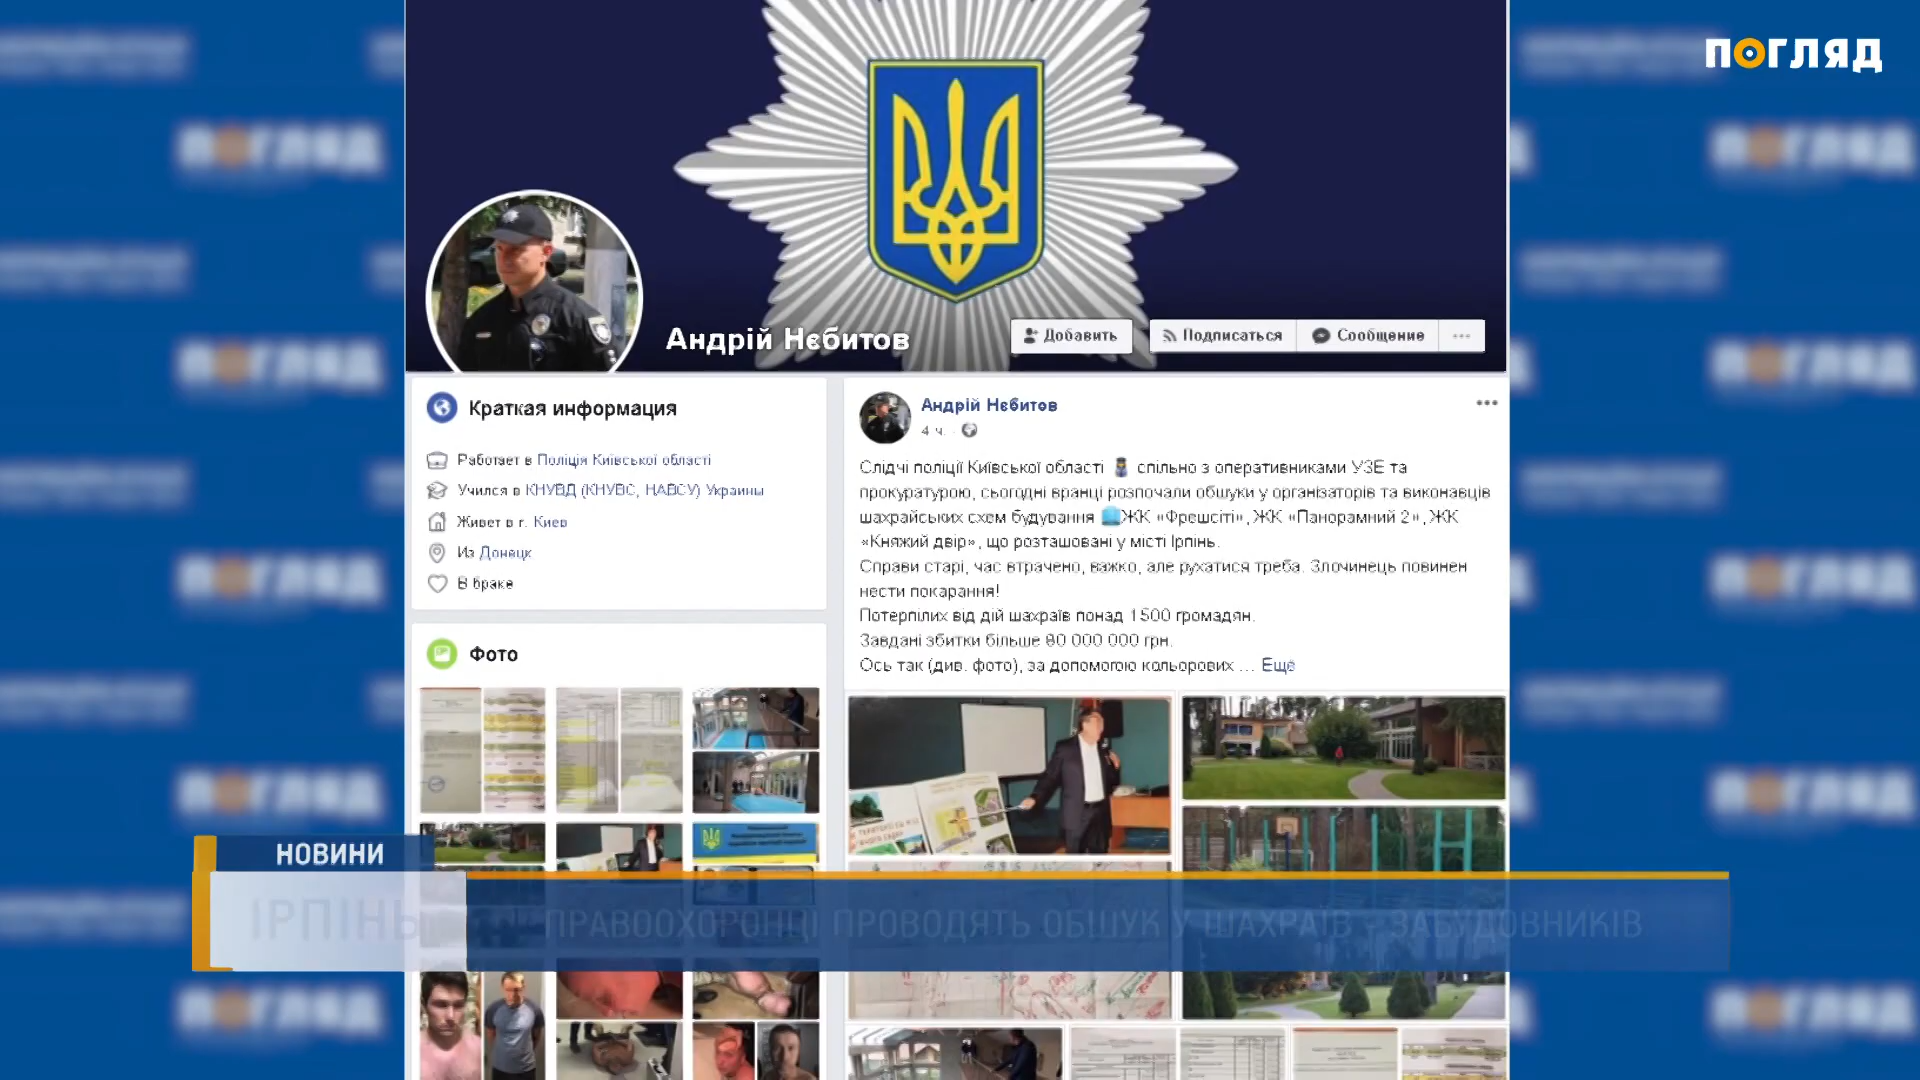 ПОГЛЯД
Андрій Нєбитов
Добавить
Подписаться
Сообщение
Краткая информация
Работает в Поліція Київської області
Учился в КНУВД (КНУВС, НАВСУ) Украины
Живет в г. Киев
Из Донецк
В браке
Фото
Андрій Нєбитов
4 ч.
Слідчі поліції Київської області спільно з оперативниками УЗЕ та
прокуратурою, сьогодні вранці розпочали обшуки у організаторів та виконавців
шахрайських схем будування ЖК «Фрешсіті», ЖК «Панорамний 2», ЖК
«Княжий двір», що розташовані у місті Ірпінь.
Справи старі, час втрачено, важко, але рухатися треба. Злочинець повинен
нести покарання!
Потерпілих від дій шахраїв понад 1500 громадян.
Завдані збитки більше 80 000 000 грн.
Ось так (див. фото), за допомогою кольорових ... Ещё
НОВИНИ
ІРПІНЬ
ПРАВООХОРОНЦІ ПРОВОДЯТЬ ОБШУК У ШАХРАЇВ - ЗАБУДОВНИКІВ